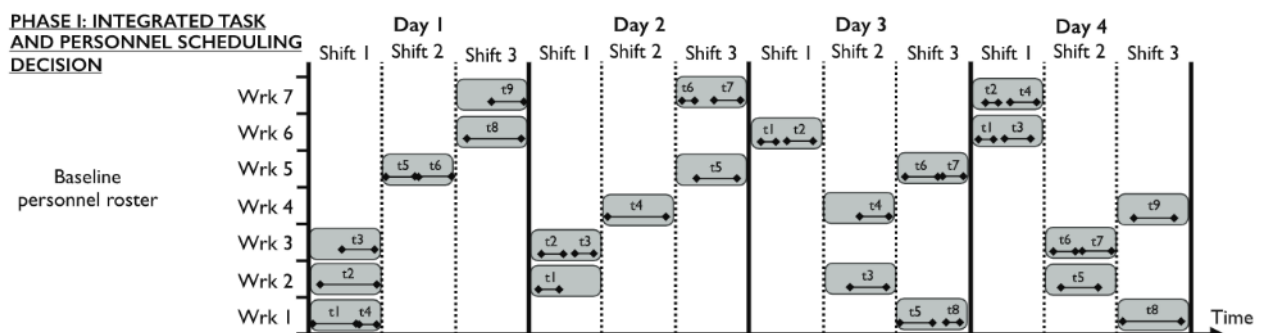 PHASE I: INTEGRATED TASK
AND PERSONNEL SCHEDULING
DECISION
Day 1 Day 2 Day 3 Day 4
Shift 1 Shift 2 Shift 3 Shift 1 Shift 2 Shift 3 Shift 1 Shift 2 Shift 3 Shift 1 Shift 2 Shift 3
Wrk 7 t9 t6 t7 t2 t4
Wrk 6 t8 t1 t2 t1 t3
Wrk 5 t5 t6 t5 t6 t7
Baseline
personnel roster
Wrk 4 t4 t4 t9
Wrk 3 t3 t2 t3 t6 t7
Wrk 2 t2 t1 t3 t5
Wrk 1 t1 t4 t5 t8 t8 Time